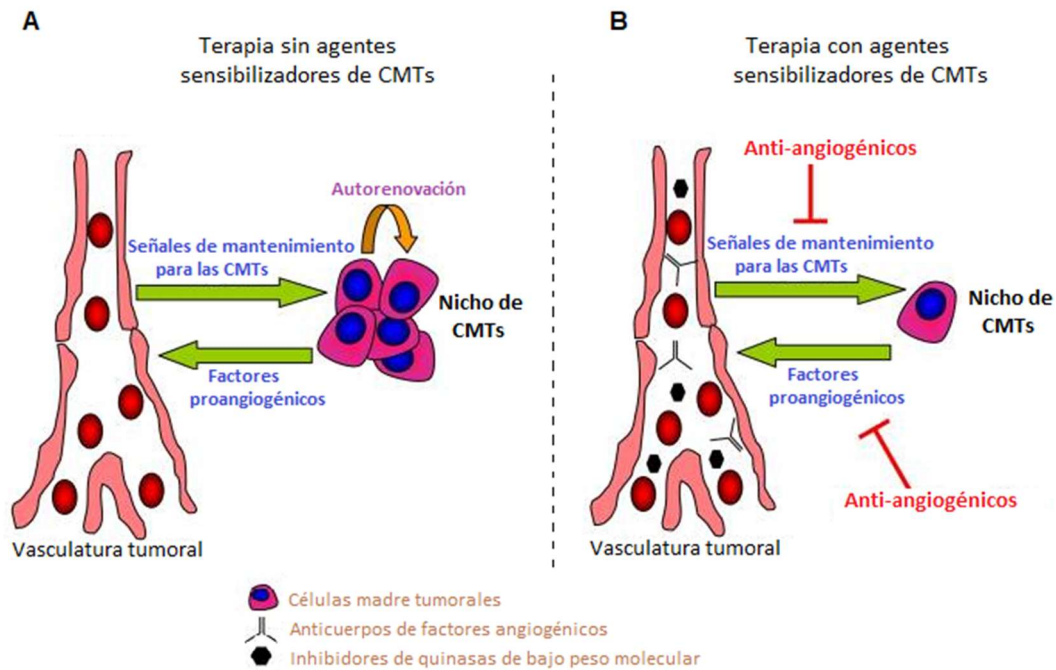 A
Terapia sin agentes
sensibilizadores de CMTs
Autorenovación
Señales de mantenimiento
para las CMTs
Nicho de
CMTs
Factores
proangiogénicos
Vasculatura tumoral
B
Terapia con agentes
sensibilizadores de CMTs
Anti-angiogénicos
Señales de mantenimiento
para las CMTs
Nicho de
CMTs
Factores
proangiogénicos
Anti-angiogénicos
Vasculatura tumoral
Células madre tumorales
Anticuerpos de factores angiogénicos
Inhibidores de quinasas de bajo peso molecular